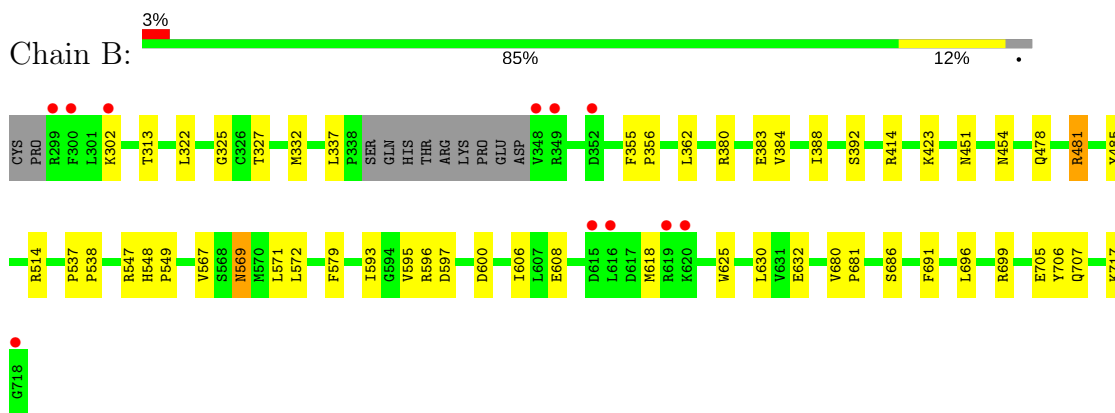 3%
Chain B:
85% 12% •
CYS PRO R299 F300 L301 K302 T313 L322 G325 C326 T327 M332 L337 P338 SER GLN HIS THR ARG LYS PRO GLU ASP V348 R349 D352 F355 P356 L362 R380 E383 V384 I388 S392 R414 K423 N451 N454 Q478 R481 Y485
R514 P537 P538 R547 H548 P549 V567 S568 N569 M570 L571 L572 F579 I593 G594 V595 R596 D597 D600 I606 L607 E608 D615 L616 D617 M618 R619 K620 W625 L630 V631 E632 V680 P681 S686 F691 L696 R699 E705 Y706 Q707 K717
G718